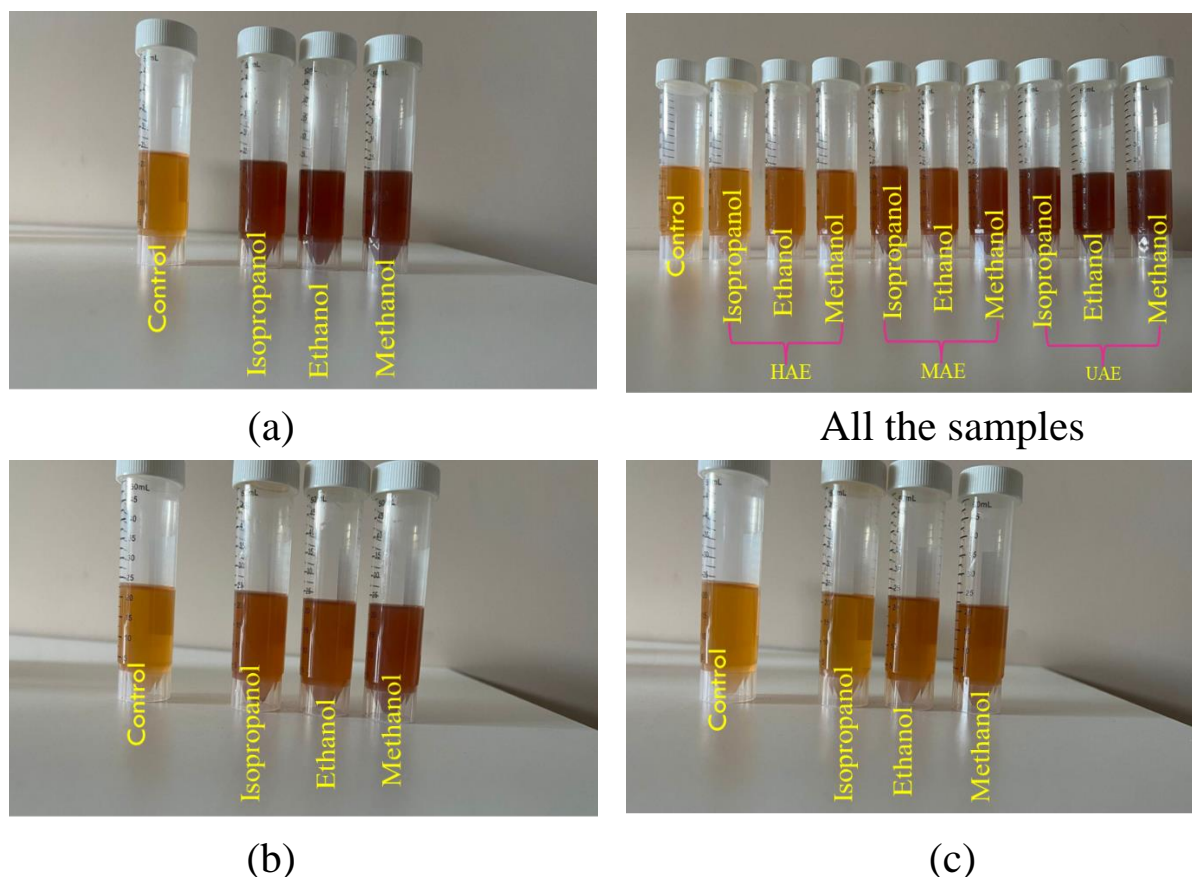 Control
Isopropanol
Ethanol
Methanol
(a)
Control
Isopropanol
Ethanol
Methanol
Isopropanol
Ethanol
Methanol
Isopropanol
Ethanol
Methanol
HAE
MAE
UAE
All the samples
50mL
Control
Isopropanol
Ethanol
Methanol
(b)
Control
Isopropanol
Ethanol
Methanol
(c)